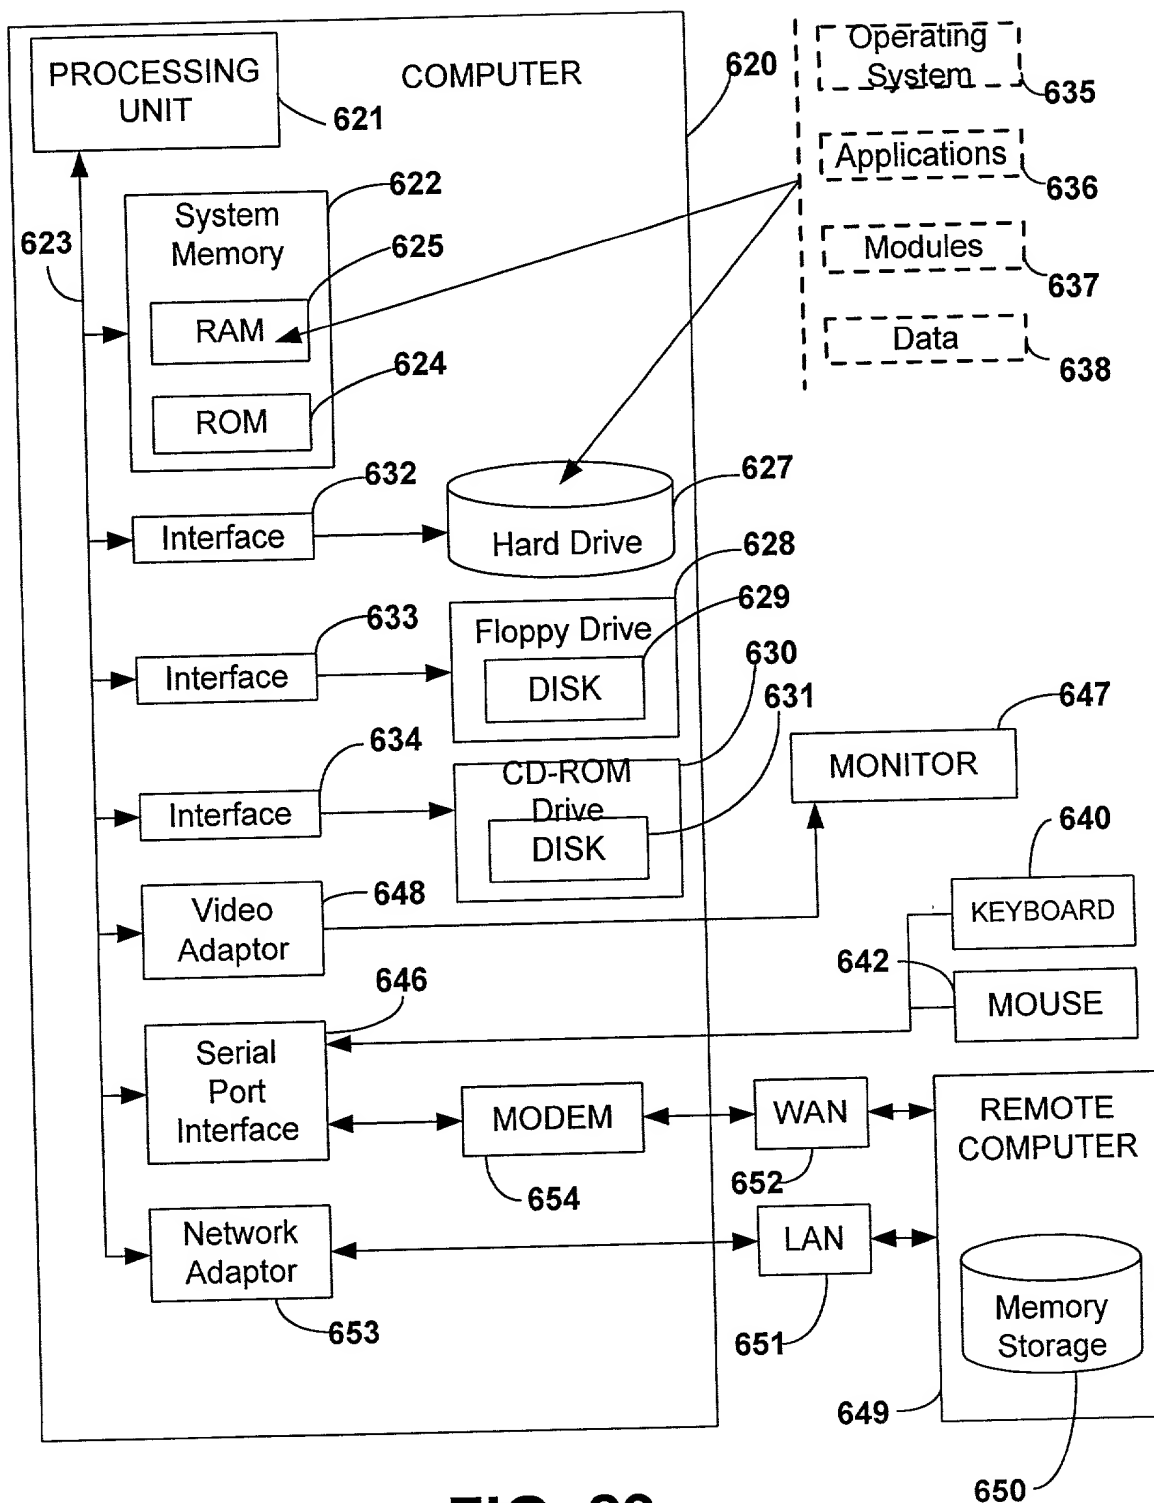 PROCESSING
UNIT
621
COMPUTER
620
Operating
System
635
Applications
636
Modules
637
Data
638
622
System
Memory
623
625
RAM
624
ROM
632
Interface
627
Hard Drive
628
633
Interface
629
Floppy Drive
DISK
630
631
634
Interface
CD-ROM
Drive
DISK
647
MONITOR
648
Video
Adaptor
640
KEYBOARD
642
MOUSE
646
Serial
Port
Interface
MODEM
654
WAN
652
REMOTE
COMPUTER
Network
Adaptor
653
LAN
651
Memory
Storage
649
650